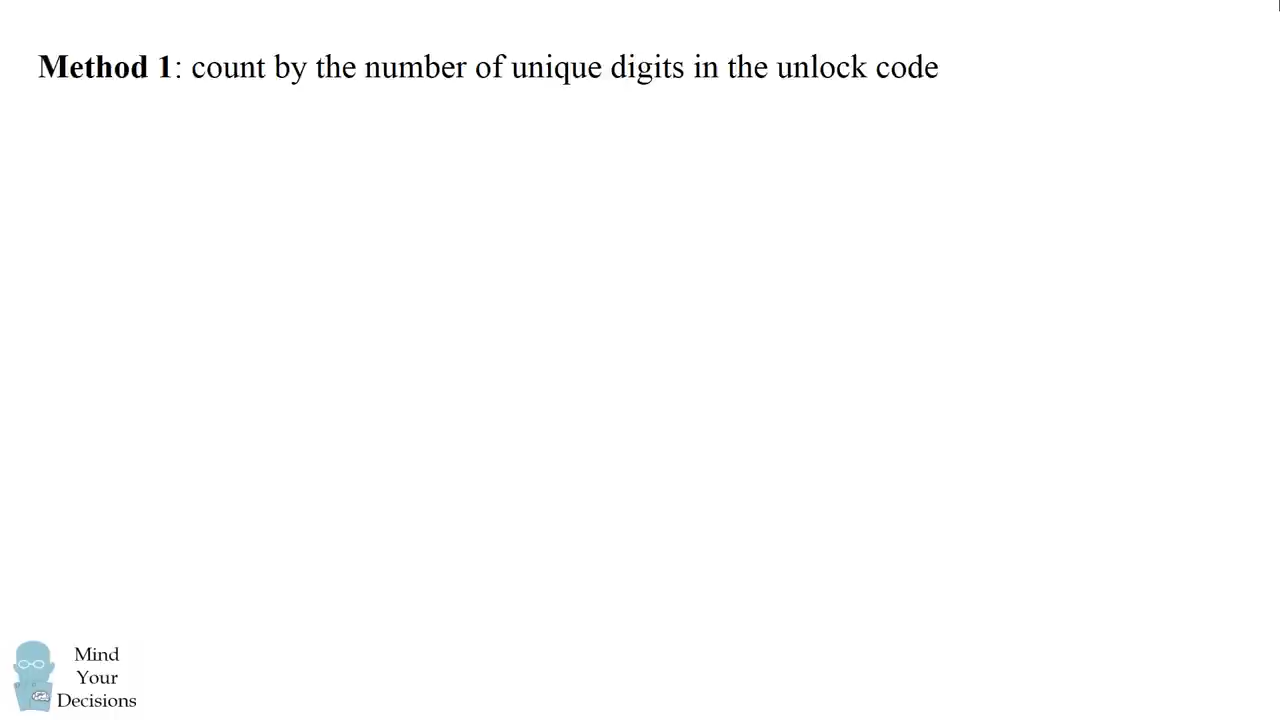 Method 1: count by the number of unique digits in the unlock code
Mind
Your
Decisions